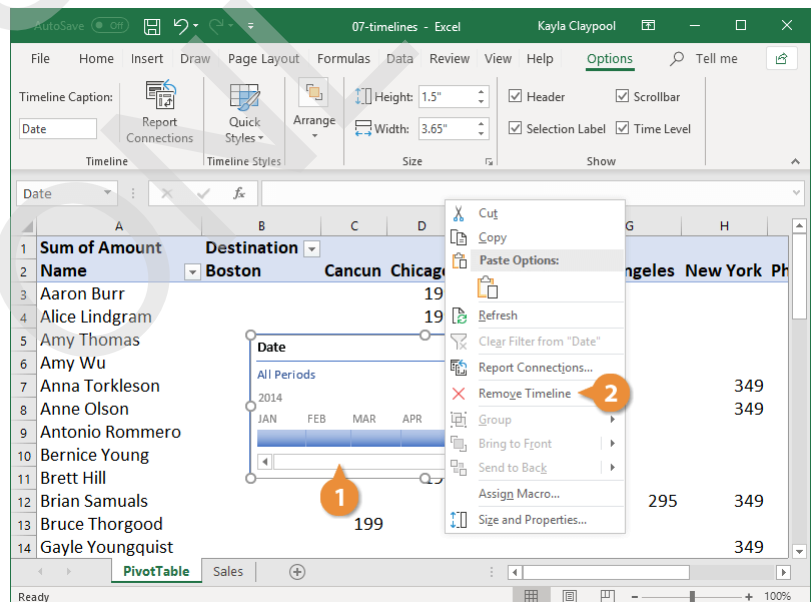 AutoSave Off 07-timelines - Excel Kayla Claypool
File Home Insert Draw Page Layout Formulas Data Review View Help Options Tell me
Timeline Caption:
Date
Report Connections
Timeline
Quick Styles
Timeline Styles
Arrange
Height: 1.5"
Width: 3.65"
Size
Header Scrollbar
Selection Label Time Level
Show
Date fx
A B C D G H
1 Sum of Amount Destination
2 Name Boston Cancun Chicago ngeles New York Ph
3 Aaron Burr 19
4 Alice Lindgram 19
5 Amy Thomas
6 Amy Wu
7 Anna Torkleson 349
8 Anne Olson 349
9 Antonio Rommero
10 Bernice Young
11 Brett Hill
12 Brian Samuals 295 349
13 Bruce Thorgood 199
14 Gayle Youngquist 349
Date
All Periods
2014
JAN FEB MAR APR
1
Cut
Copy
Paste Options:
Refresh
Clear Filter from "Date"
Report Connections...
Remove Timeline 2
Group
Bring to Front
Send to Back
Assign Macro...
Size and Properties...
PivotTable Sales
Ready 100%